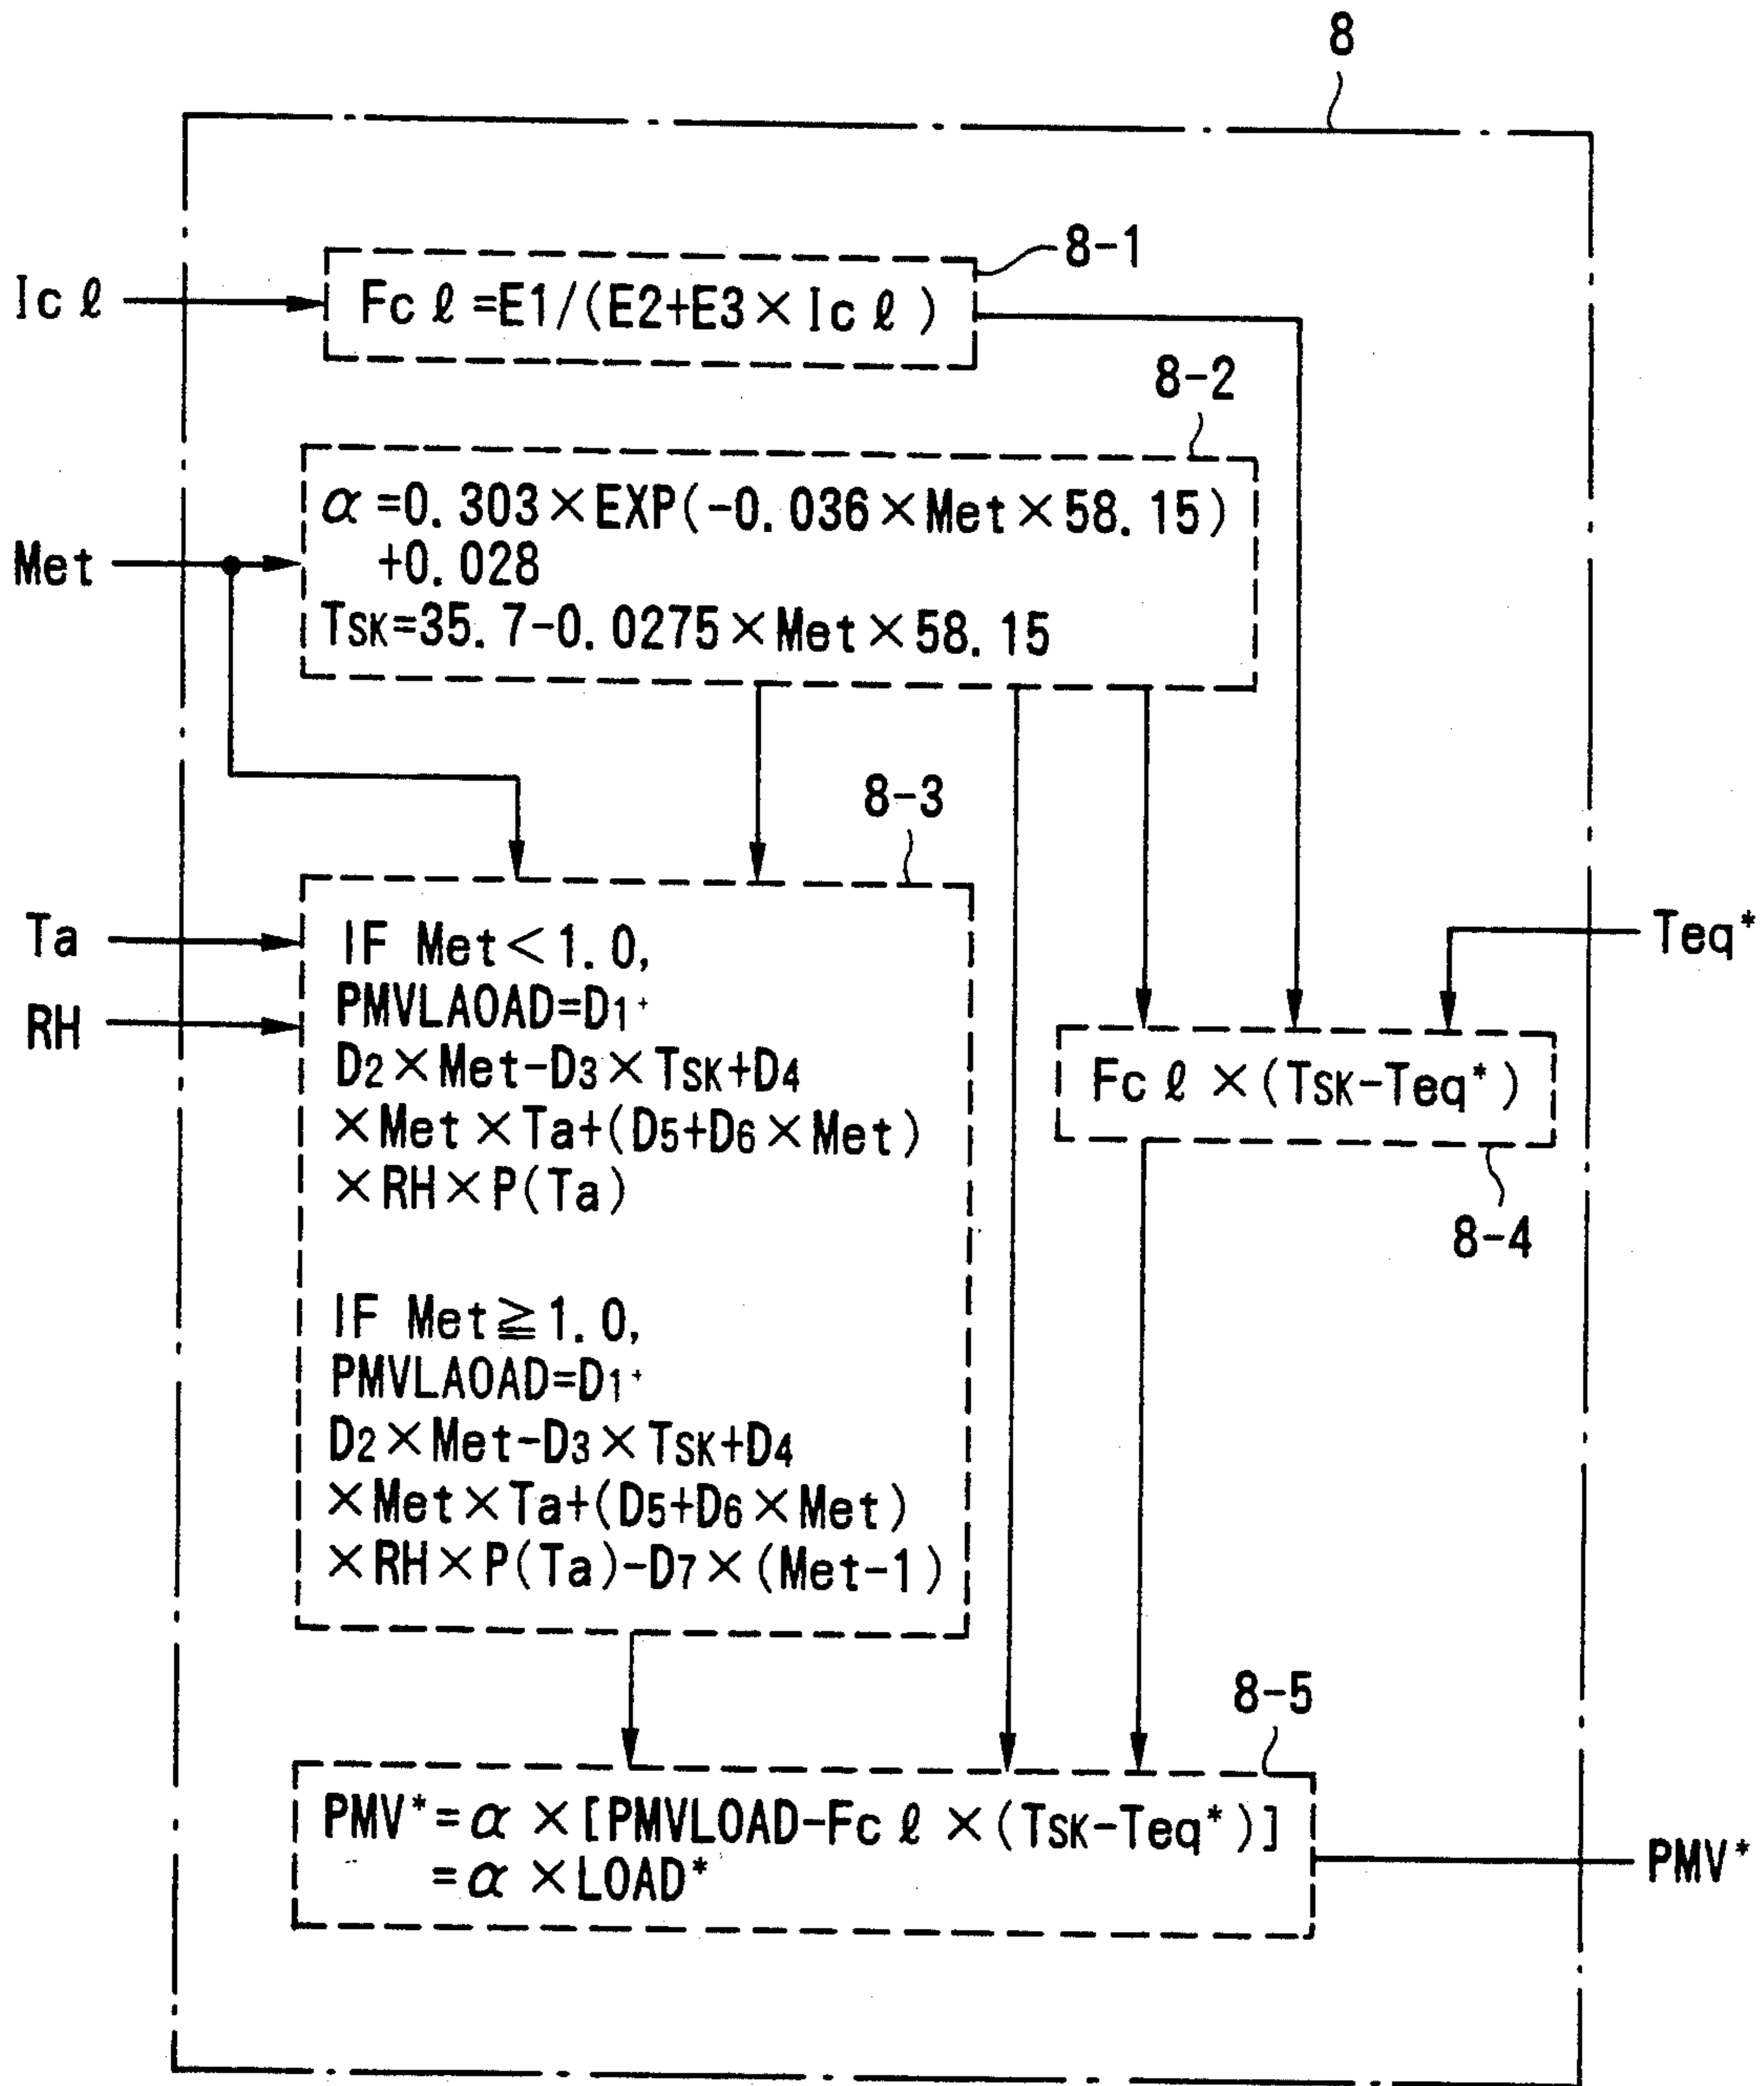 8
8-1
Icℓ
Fcℓ=E1/(E2+E3×Icℓ)
8-2
α=0.303×EXP(-0.036×Met×58.15)
+0.028
Met
TSK=35.7-0.0275×Met×58.15
8-3
Ta
RH
IF Met<1.0,
PMVLAOAD=D1+
D2×Met-D3×TSK+D4
×Met×Ta+(D5+D6×Met)
×RH×P(Ta)
IF Met≧1.0,
PMVLAOAD=D1+
D2×Met-D3×TSK+D4
×Met×Ta+(D5+D6×Met)
×RH×P(Ta)-D7×(Met-1)
Teq*
Fcℓ×(TSK-Teq*)
8-4
8-5
PMV*=α×[PMVLOAD-Fcℓ×(TSK-Teq*)]
=α×LOAD*
PMV*